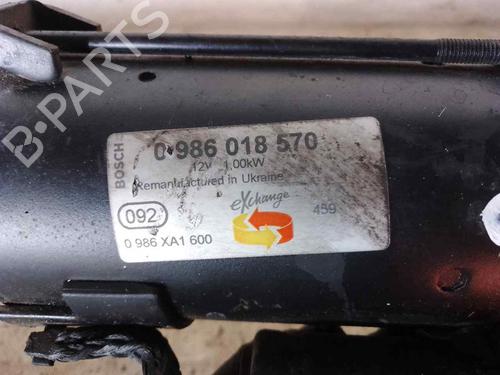 B-PARTS
BOSCH
0 986 018 570
12V 1.00kW
Remanufactured in Ukraine
092
eXchange
459
0 986 XA1 600